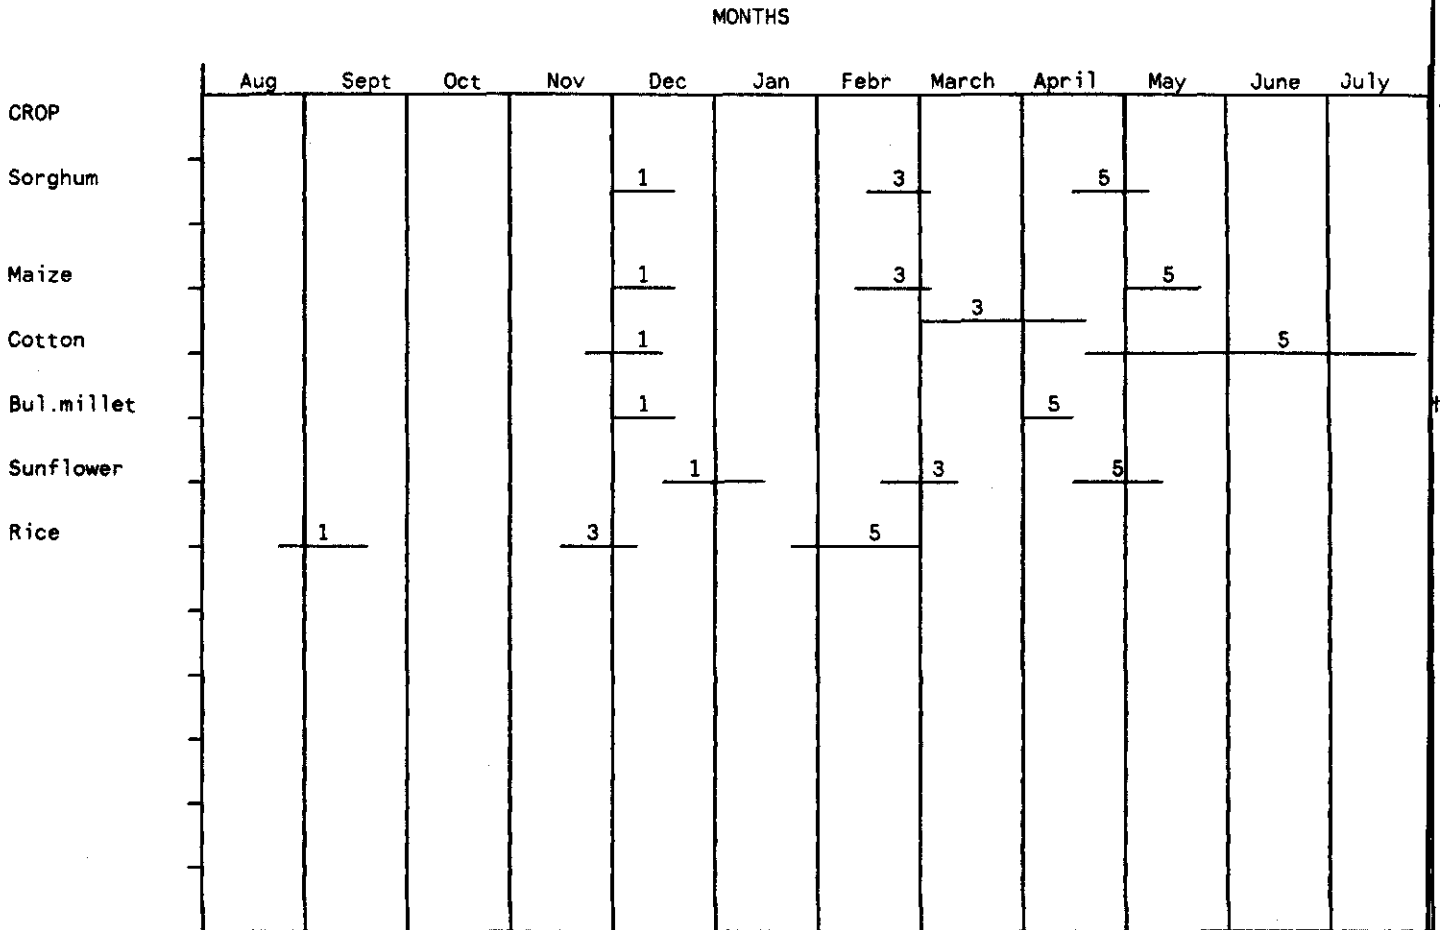 MONTHS
Aug Sept Oct Nov Dec Jan Febr March April May June July
CROP
Sorghum 1 3 5
Maize 1 3 5
3
Cotton 1 5
Bul.millet 1 5
Sunflower 1 3 5
Rice 1 3 5